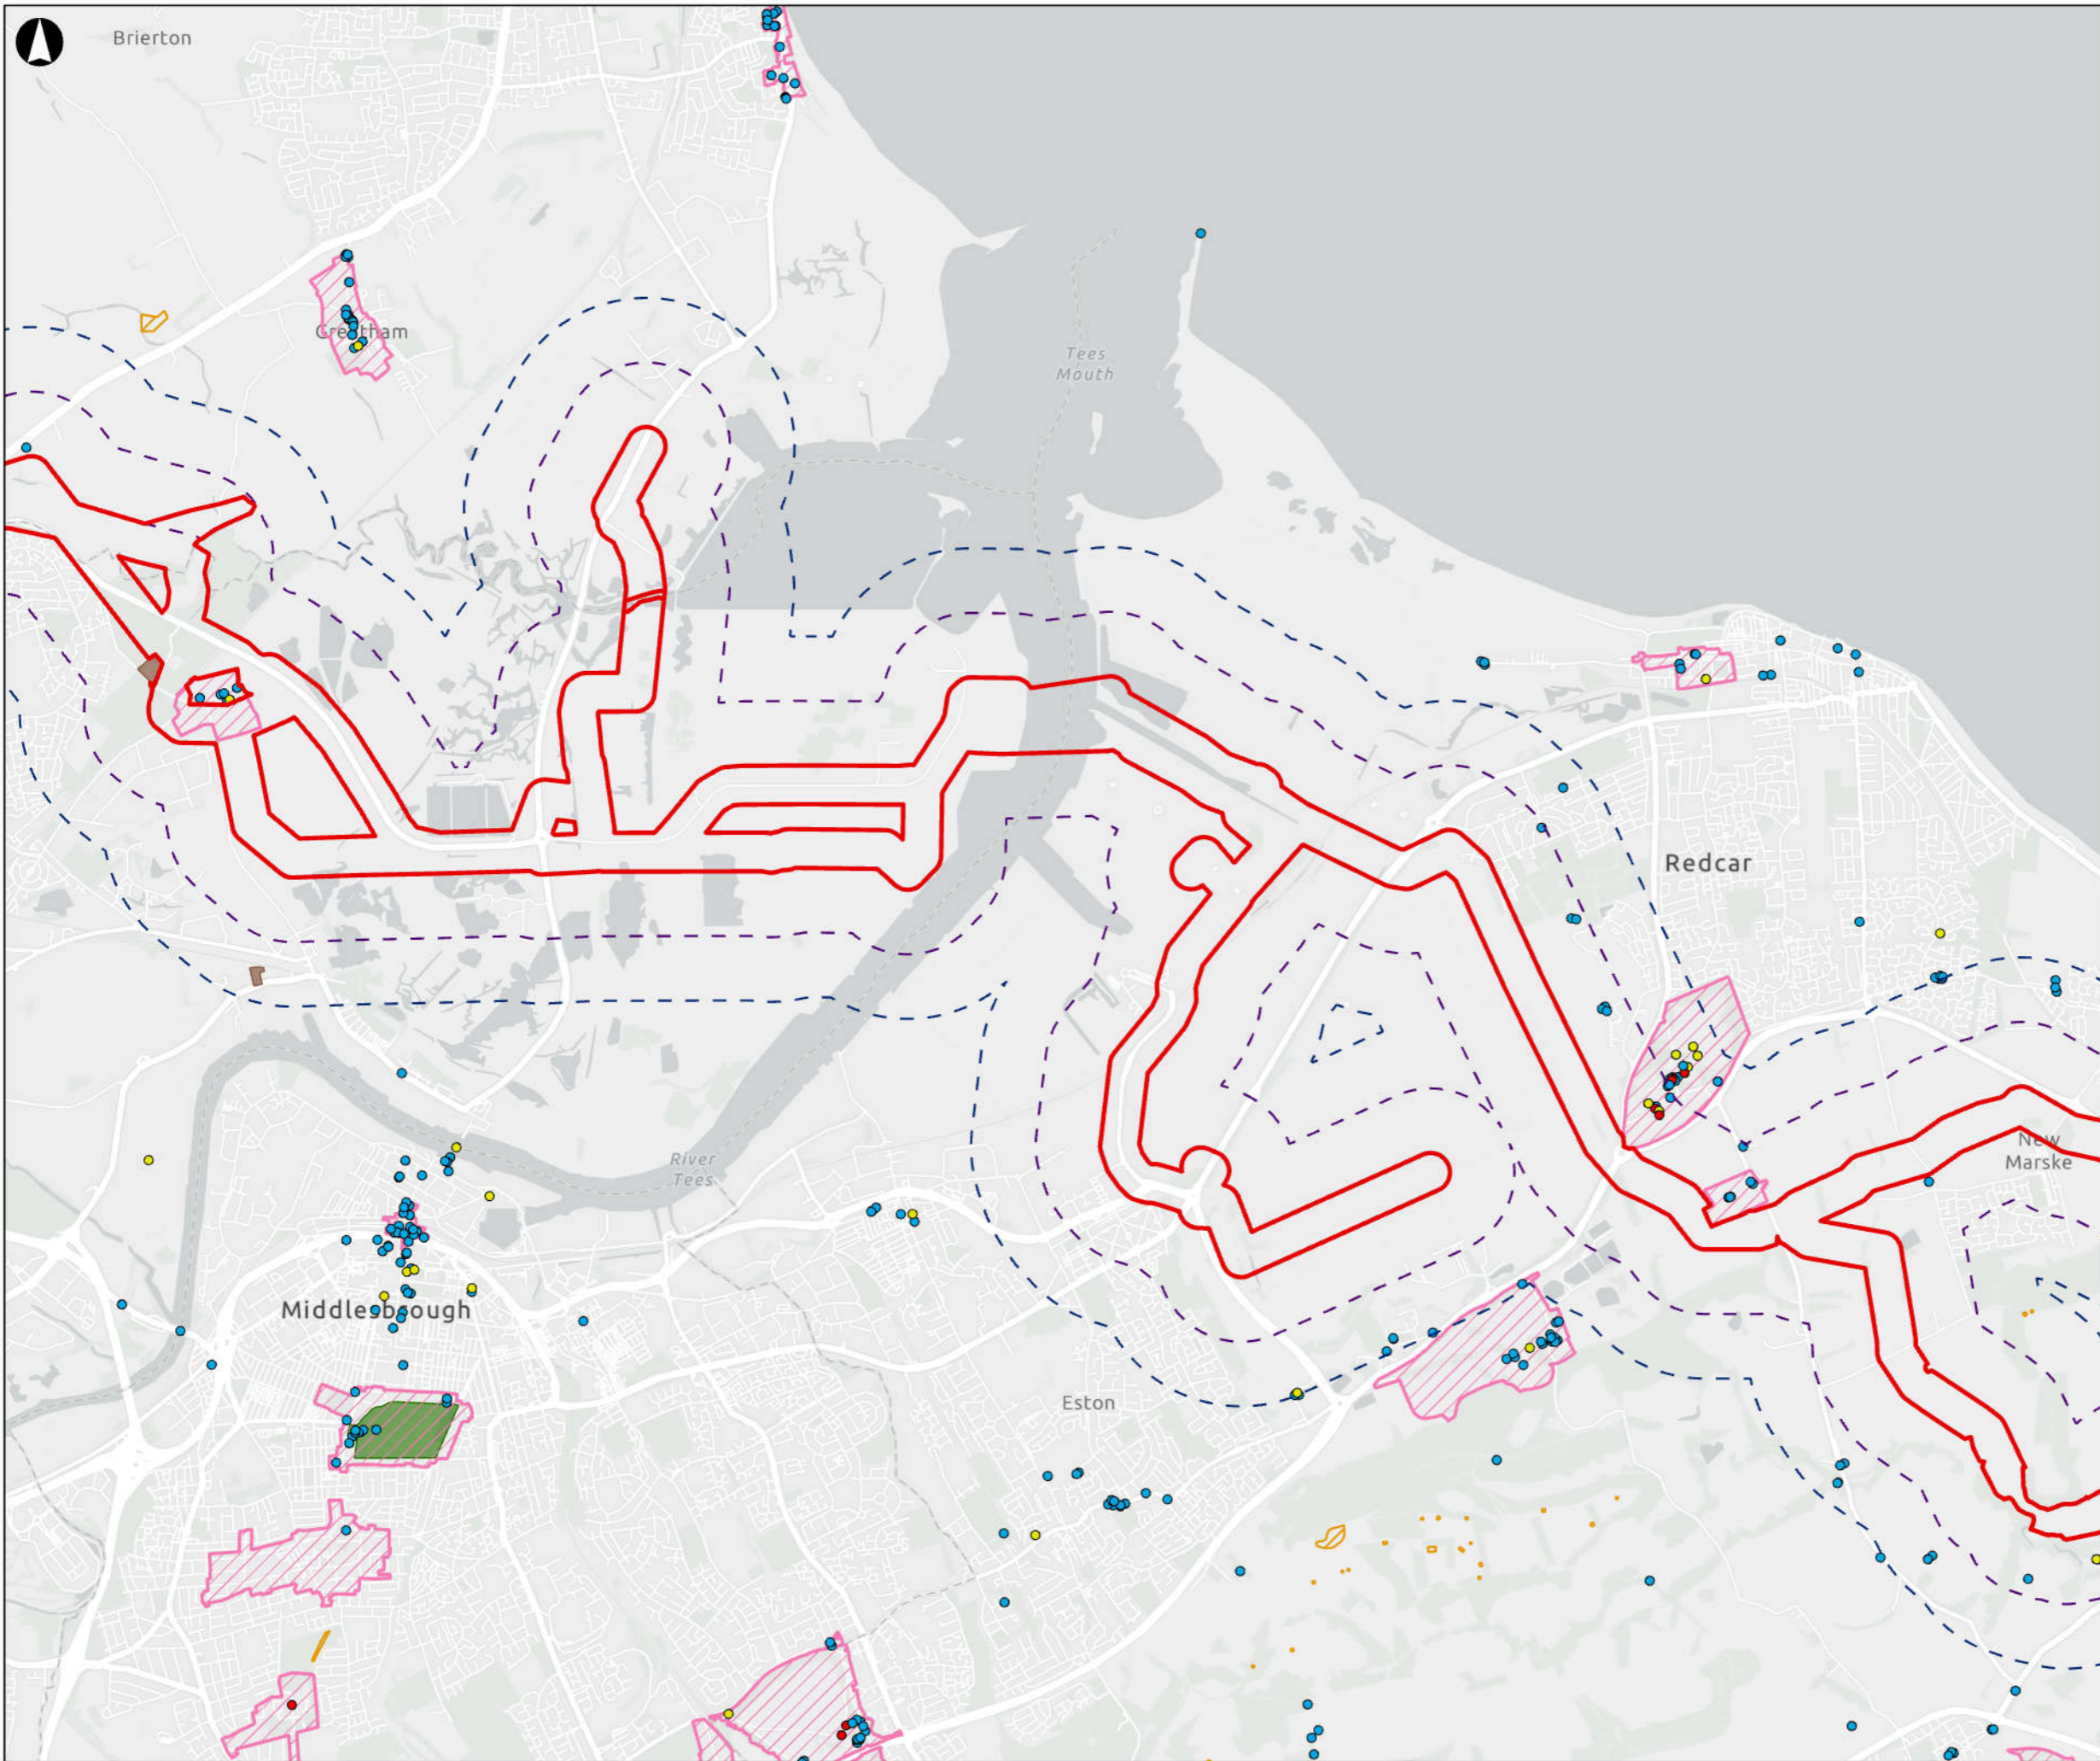 Brierton
Greatham
Tees
Mouth
Redcar
New
Marske
River
Tees
Middlesbrough
Eston